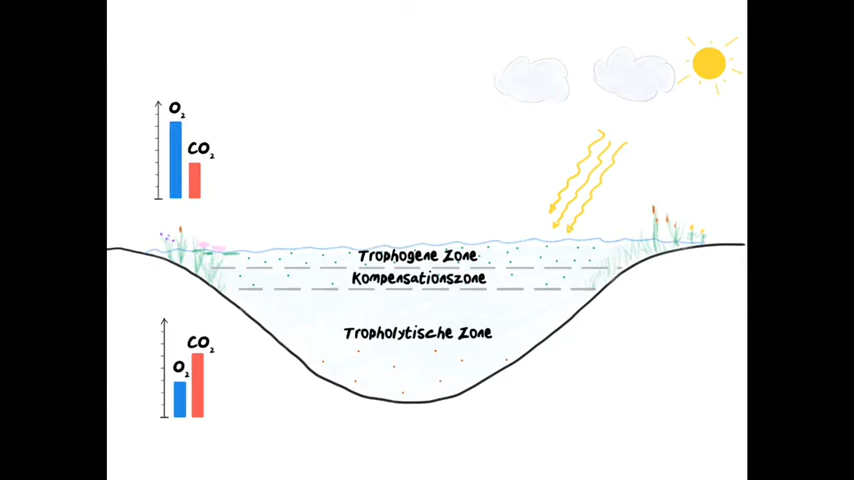 O₂
CO₂
Trophogene Zone
Kompensationszone
Tropholytische Zone
CO₂
O₂